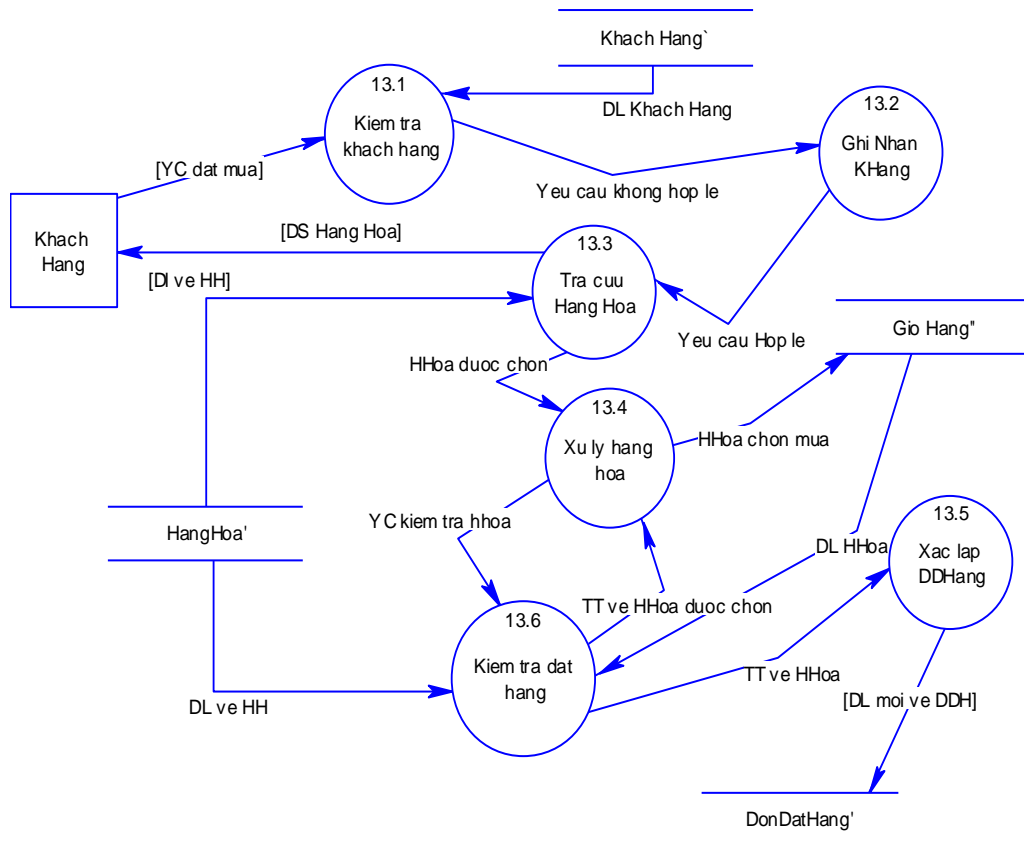 Khach Hang`
13.1
Kiem tra
khach hang
DL Khach Hang
13.2
Ghi Nhan
KHang
[YC dat mua]
Yeu cau khong hop le
Khach
Hang
[DS Hang Hoa]
13.3
Tra cuu
Hang Hoa
[Dl ve HH]
Yeu cau Hop le
Gio Hang"
HHoa duoc chon
13.4
Xu ly hang
hoa
HHoa chon mua
YC kiem tra hhoa
HangHoa'
DL HHoa
13.5
Xac lap
DDHang
TT ve HHoa duoc chon
13.6
Kiem tra dat
hang
TT ve HHoa
DL ve HH
[DL moi ve DDH]
DonDatHang'